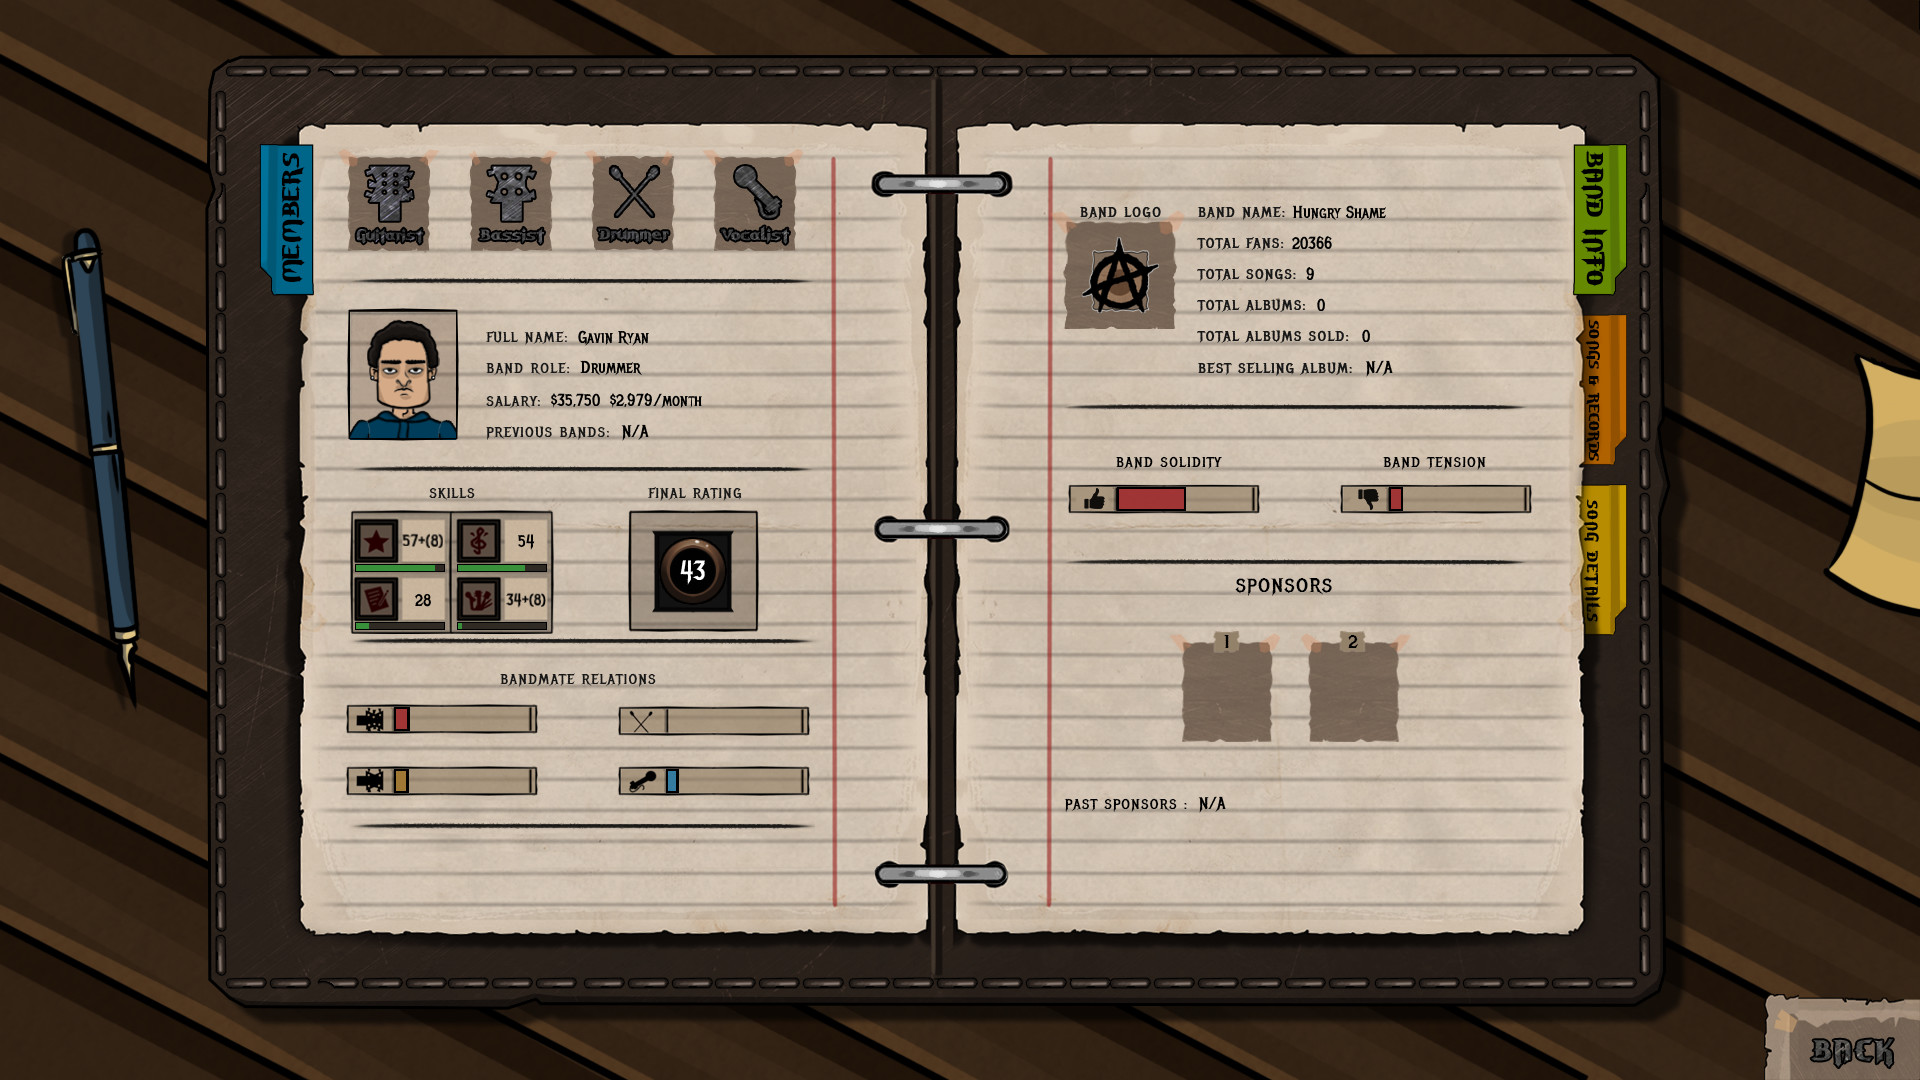 MEMBERS
Guitarist Bassist Drummer Vocalist
FULL NAME: GAVIN RYAN
BAND ROLE: DRUMMER
SALARY: $35,750 $2,979/MONTH
PREVIOUS BANDS: N/A
SKILLS FINAL RATING
57+(8) 54
43
28 34+(8)
BANDMATE RELATIONS
BAND INFO
SONGS & RECORDS
SONG DETAILS
BAND LOGO
BAND NAME: HUNGRY SHAME
TOTAL FANS: 20366
TOTAL SONGS: 9
TOTAL ALBUMS: 0
TOTAL ALBUMS SOLD: 0
BEST SELLING ALBUM: N/A
BAND SOLIDITY BAND TENSION
SPONSORS
1 2
PAST SPONSORS : N/A
BACK